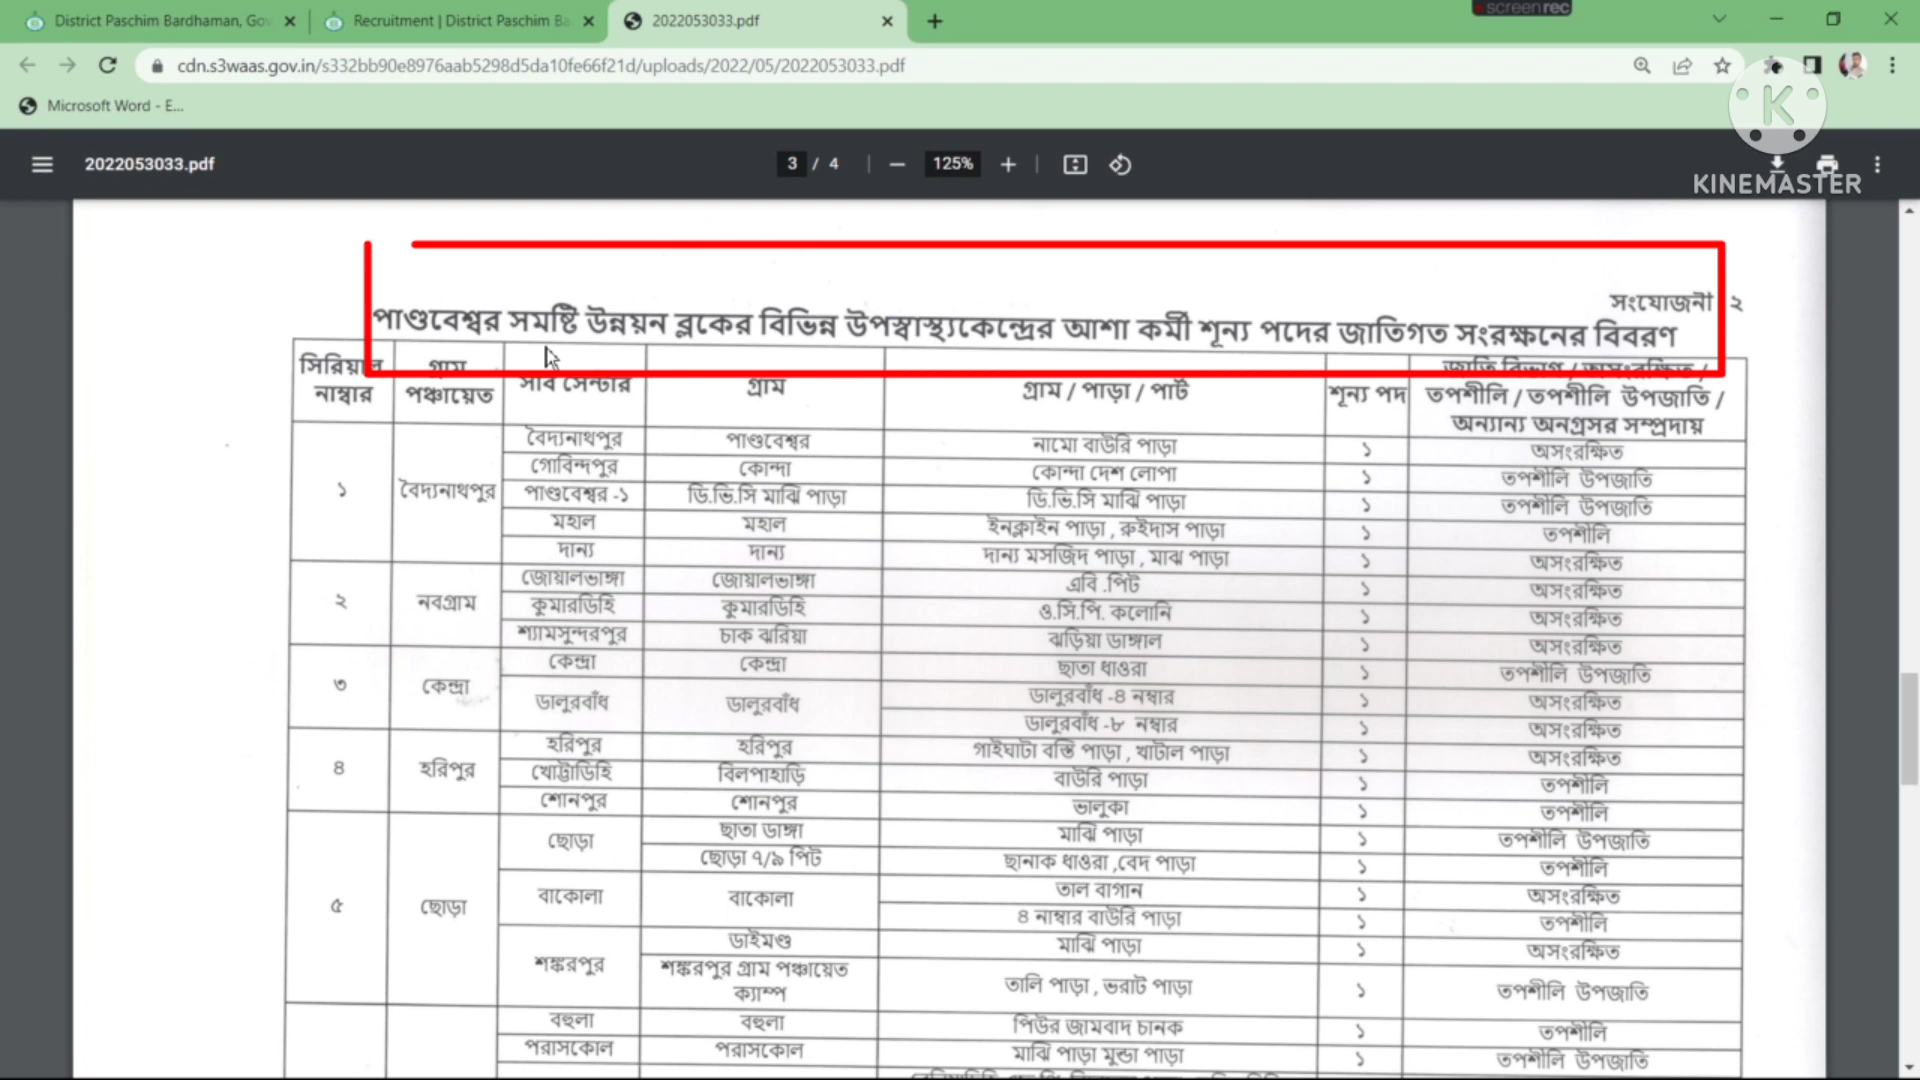 District Paschim Bardhaman, Gov
Recruitment | District Paschim Ba
2022053033.pdf
screenrec
cdn.s3waas.gov.in/s332bb90e8976aab5298d5da10fe66f21d/uploads/2022/05/2022053033.pdf
Microsoft Word - E...
2022053033.pdf
3 / 4
125%
K
KINEMASTER
সংযোজনী ২
পাণ্ডবেশ্বর সমষ্টি উন্নয়ন ব্লকের বিভিন্ন উপস্বাস্থ্যকেন্দ্রের আশা কর্মী শূন্য পদের জাতিগত সংরক্ষনের বিবরণ
সিরিয়াল নাম্বার গ্রাম পঞ্চায়েত সাব সেন্টার গ্রাম গ্রাম / পাড়া / পার্ট শূন্য পদ জাতি বিভাগ / অসংরক্ষিত /
তপশীলি / তপশীলি উপজাতি /
অন্যান্য অনগ্রসর সম্প্রদায়
১ বৈদ্যনাথপুর বৈদ্যনাথপুর পাণ্ডবেশ্বর নামো বাউরি পাড়া ১ অসংরক্ষিত
গোবিন্দপুর কোন্দা কোন্দা দেশ লোপা ১ তপশীলি উপজাতি
পাণ্ডবেশ্বর -১ ডি.ভি.সি মাঝি পাড়া ডি.ভি.সি মাঝি পাড়া ১ তপশীলি উপজাতি
মহাল মহাল ইনক্লাইন পাড়া , রুইদাস পাড়া ১ তপশীলি
দান্য দান্য দান্য মসজিদ পাড়া , মাঝ পাড়া ১ অসংরক্ষিত
২ নবগ্রাম জোয়ালভাঙ্গা জোয়ালভাঙ্গা এবি .পিট ১ অসংরক্ষিত
কুমারডিহি কুমারডিহি ও.সি.পি. কলোনি ১ অসংরক্ষিত
শ্যামসুন্দরপুর চাক ঝরিয়া ঝড়িয়া ডাঙ্গাল ১ অসংরক্ষিত
৩ কেন্দ্রা কেন্দ্রা কেন্দ্রা ছাতা ধাওরা ১ তপশীলি উপজাতি
ডালুরবাঁধ ডালুরবাঁধ ডালুরবাঁধ -৪ নম্বার ১ অসংরক্ষিত
ডালুরবাঁধ -৮ নম্বার ১ অসংরক্ষিত
৪ হরিপুর হরিপুর হরিপুর গাইঘাটা বস্তি পাড়া , খাটাল পাড়া ১ অসংরক্ষিত
খোট্টাডিহি বিলপাহাড়ি বাউরি পাড়া ১ তপশীলি
শোনপুর শোনপুর ভালুকা ১ তপশীলি
৫ ছোড়া ছোড়া ছাতা ডাঙ্গা মাঝি পাড়া ১ তপশীলি উপজাতি
ছোড়া ৭/৯ পিট ছানাক ধাওরা ,বেদ পাড়া ১ তপশীলি
বাকোলা বাকোলা তাল বাগান ১ অসংরক্ষিত
৪ নাম্বার বাউরি পাড়া ১ তপশীলি
শঙ্করপুর ডাইমণ্ড মাঝি পাড়া ১ অসংরক্ষিত
শঙ্করপুর গ্রাম পঞ্চায়েত ক্যাম্প তালি পাড়া , ভরাট পাড়া ১ তপশীলি উপজাতি
বহুলা বহুলা পিউর জামবাদ চানক ১ তপশীলি
পরাসকোল পরাসকোল মাঝি পাড়া মুন্ডা পাড়া ১ তপশীলি উপজাতি